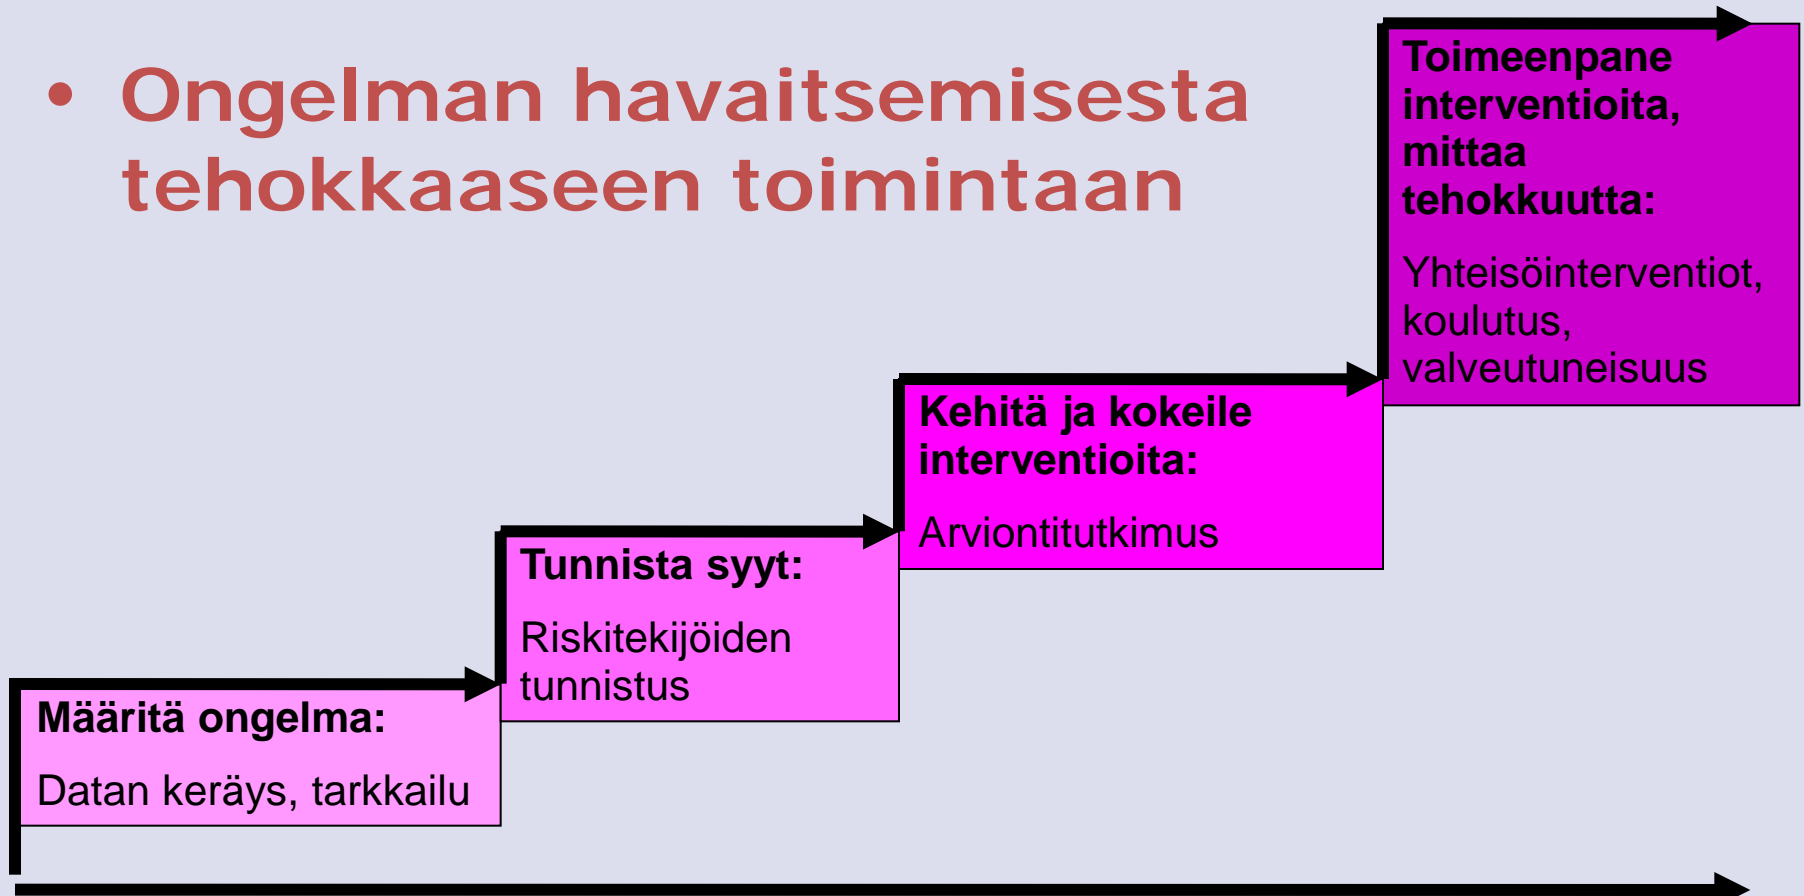 • Ongelman havaitsemisesta
tehokkaaseen toimintaan
Määritä ongelma:
Datan keräys, tarkkailu
Tunnista syyt:
Riskitekijöiden
tunnistus
Kehitä ja kokeile
interventioita:
Arviontitutkimus
Toimeenpane
interventioita,
mittaa
tehokkuutta:
Yhteisöinterventiot,
koulutus,
valveutuneisuus